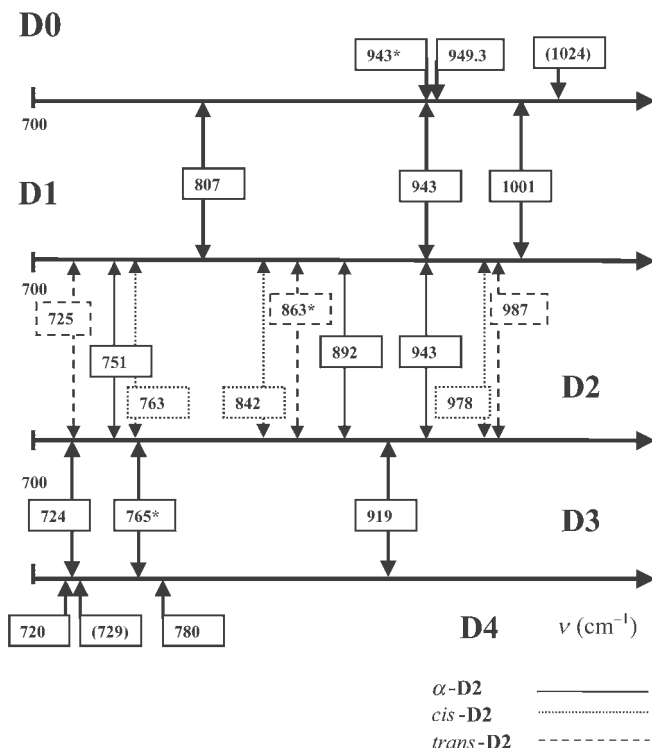 D0
943* 949.3 (1024)
700
807 943 1001
D1
700
725 863* 987
751 892 943
763 842 978
D2
700
724 765* 919
D3
720 (729) 780
D4 ν (cm⁻¹)
α-D2
cis-D2
trans-D2